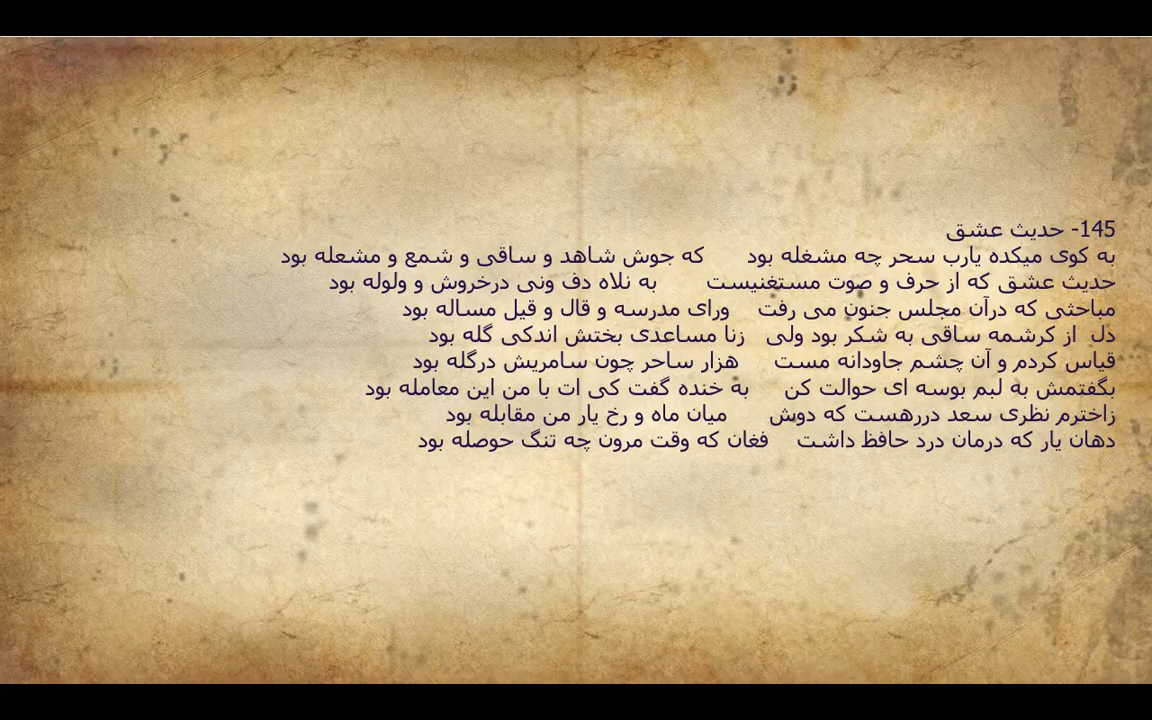 145- حدیث عشق
به کوی میکده یارب سحر چه مشغله بود که جوش شاهد و ساقی و شمع و مشعله بود
حدیث عشق که از حرف و صوت مستغنیست به نلاه دف ونی درخروش و ولوله بود
مباحثی که درآن مجلس جنون می رفت ورای مدرسه و قال و قیل مساله بود
دل از کرشمه ساقی به شکر بود ولی زنا مساعدی بختش اندکی گله بود
قیاس کردم و آن چشم جاودانه مست هزار ساحر چون سامریش درگله بود
بگفتمش به لبم بوسه ای حوالت کن به خنده گفت کی ات با من این معامله بود
زاخترم نظری سعد دررهست که دوش میان ماه و رخ یار من مقابله بود
دهان یار که درمان درد حافظ داشت فغان که وقت مرون چه تنگ حوصله بود